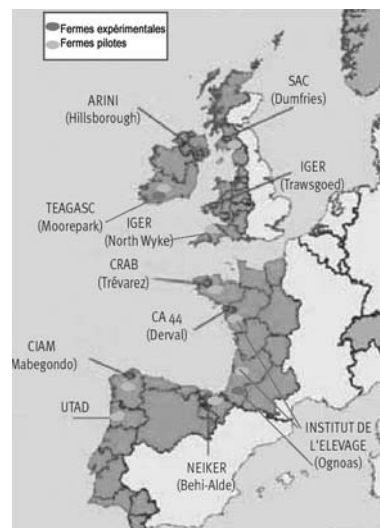 Fermes expérimentales
Fermes pilotes
SAC
(Dumfries)
ARINI
(Hillsborough)
IGER
(Trawsgoed)
TEAGASC
(Moorepark)
IGER
(North Wyke)
CRAB
(Trévarez)
CA 44
(Derval)
CIAM
(Mabegondo)
UTAD
INSTITUT DE
L'ELEVAGE
(Ognoas)
NEIKER
(Behi-Alde)